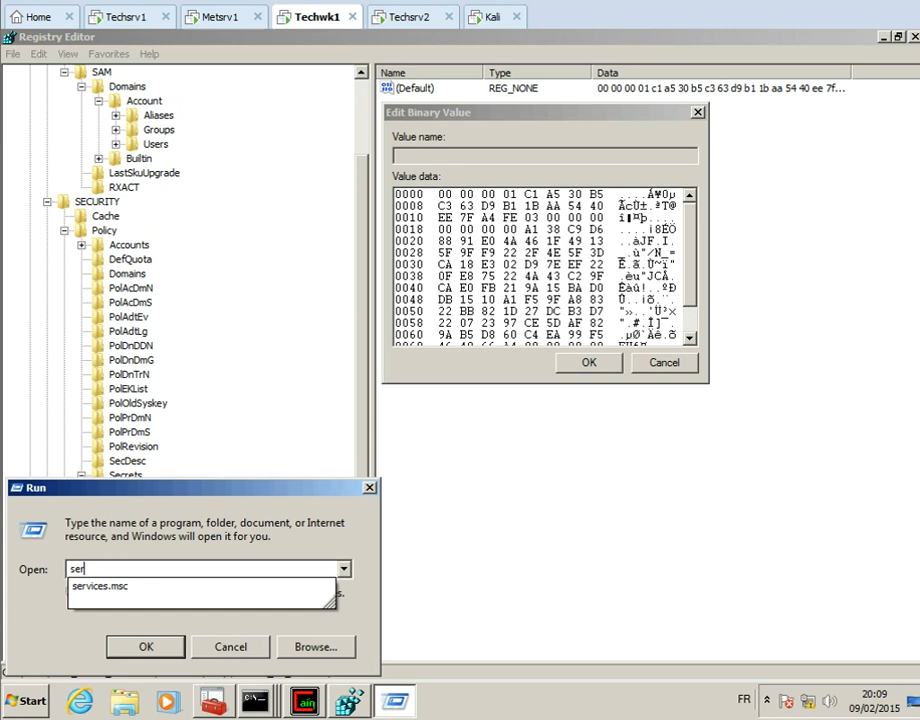 Home
Techsrv1
Metsrv1
Techwk1
Techsrv2
Kali
Registry Editor
File Edit View Favorites Help
SAM
Domains
Account
Aliases
Groups
Users
Builtin
LastSkuUpgrade
RXACT
SECURITY
Cache
Policy
Accounts
DefQuota
Domains
PolAcDmN
PolAcDmS
PolAdtEv
PolAdtLg
PolDnDDN
PolDnDmG
PolDnTrN
PolEKList
PolOldSyskey
PolPrDmN
PolPrDmS
PolRevision
SecDesc
Secrets
Name Type Data
(Default) REG_NONE 00 00 00 01 c1 a5 30 b5 c3 63 d9 b1 1b aa 54 40 ee 7f...
Edit Binary Value
Value name:
Value data:
0000 00 00 00 01 C1 A5 30 B5
0008 C3 63 D9 B1 1B AA 54 40
0010 EE 7F A4 FE 03 00 00 00
0018 00 00 00 00 A1 38 C9 D6
0020 88 91 E0 4A 46 1F 49 13
0028 5F 9F F9 22 2F 4E 5F 3D
0030 CA 18 E3 02 D9 7E EF 22
0038 0F E8 75 22 4A 43 C2 9F
0040 CA E0 FB 21 9A 15 BA D0
0048 DB 15 10 A1 F5 9F A8 83
0050 22 BB 82 1D 27 DC B3 D7
0058 22 07 23 97 CE 5D AF 82
0060 9A B5 D8 60 C4 EA 99 F5
OK Cancel
Run
Type the name of a program, folder, document, or Internet
resource, and Windows will open it for you.
Open: ser
services.msc
s.
OK Cancel Browse...
Start
Cain
FR
20:09
09/02/2015